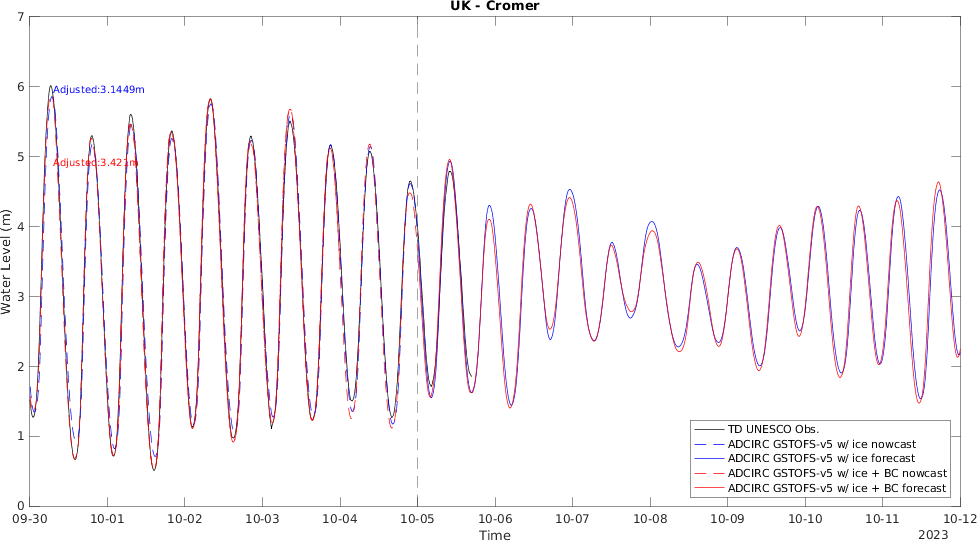 UK - Cromer
7
6
5
4
3
2
1
0
Water Level (m)
Adjusted:3.1449m
Adjusted:3.421m
TD UNESCO Obs.
ADCIRC GSTOFS-v5 w/ ice nowcast
ADCIRC GSTOFS-v5 w/ ice forecast
ADCIRC GSTOFS-v5 w/ ice + BC nowcast
ADCIRC GSTOFS-v5 w/ ice + BC forecast
09-30 10-01 10-02 10-03 10-04 10-05 10-06 10-07 10-08 10-09 10-10 10-11 10-12
Time
2023